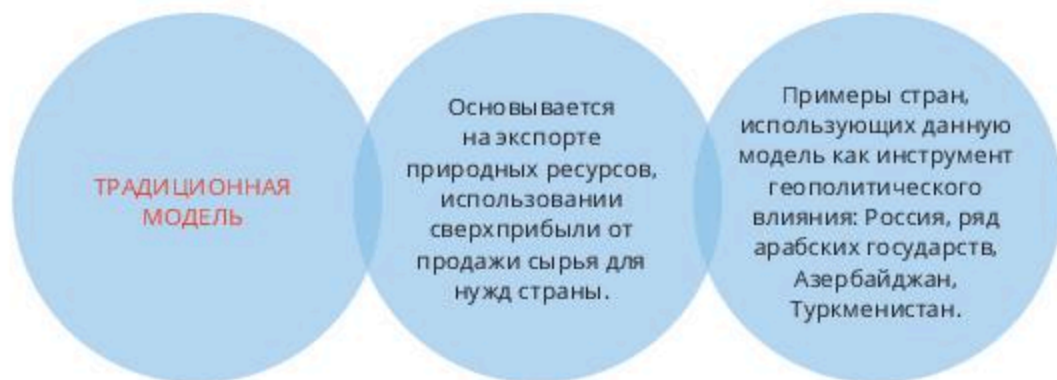 ТРАДИЦИОННАЯ
МОДЕЛЬ
Основывается
на экспорте
природных ресурсов,
использовании
сверхприбыли от
продажи сырья для
нужд страны.
Примеры стран,
использующих данную
модель как инструмент
геополитического
влияния: Россия, ряд
арабских государств,
Азербайджан,
Туркменистан.